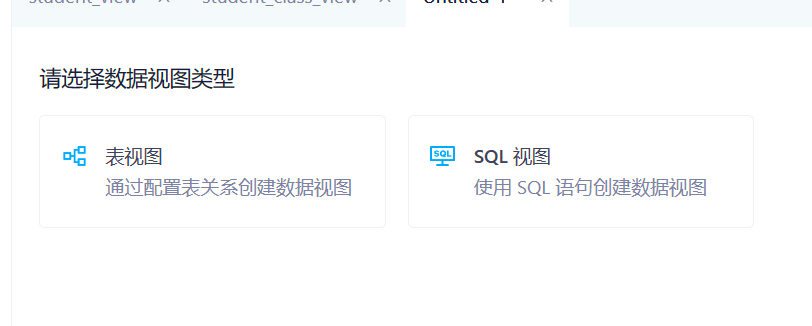 student_view
student_class_view
Untitled-1
请选择数据视图类型
表视图
通过配置表关系创建数据视图
SQL
SQL 视图
使用 SQL 语句创建数据视图